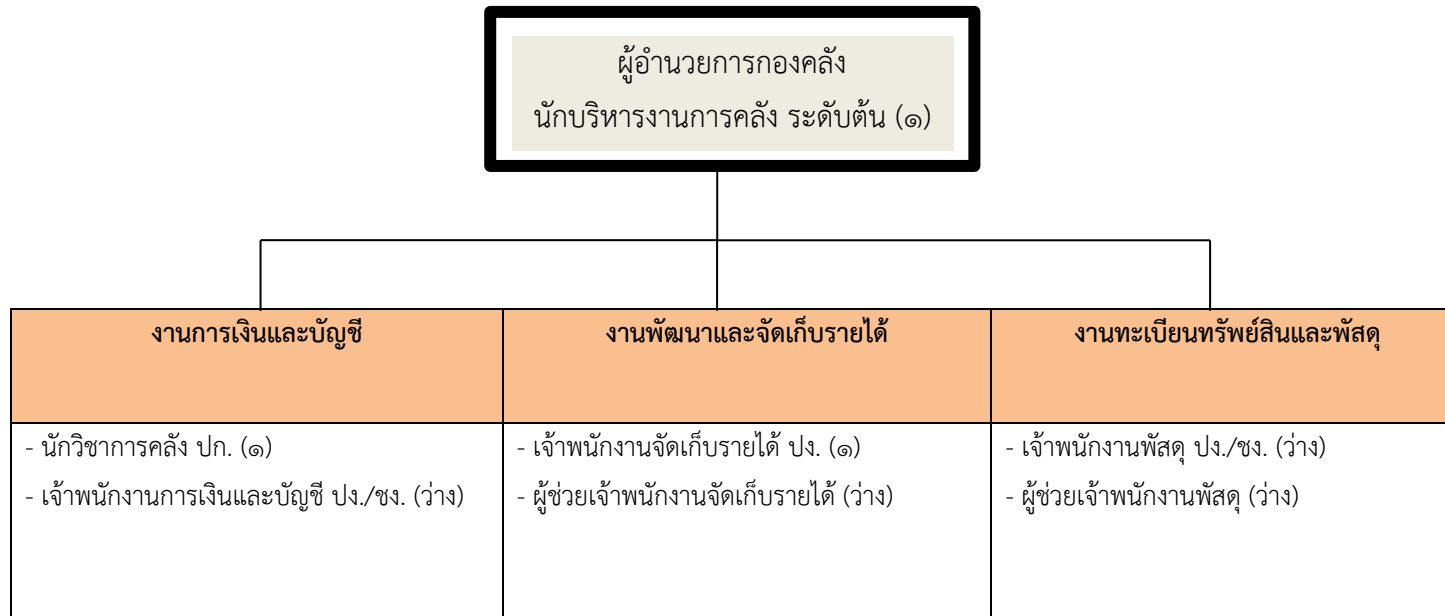 ผู้อำนวยการกองคลัง
นักบริหารงานการคลัง ระดับต้น (๑)
งานการเงินและบัญชี
- นักวิชาการคลัง ปก. (๑)
- เจ้าพนักงานการเงินและบัญชี ปง./ชง. (ว่าง)
งานพัฒนาและจัดเก็บรายได้
- เจ้าพนักงานจัดเก็บรายได้ ปง. (๑)
- ผู้ช่วยเจ้าพนักงานจัดเก็บรายได้ (ว่าง)
งานทะเบียนทรัพย์สินและพัสดุ
- เจ้าพนักงานพัสดุ ปง./ชง. (ว่าง)
- ผู้ช่วยเจ้าพนักงานพัสดุ (ว่าง)